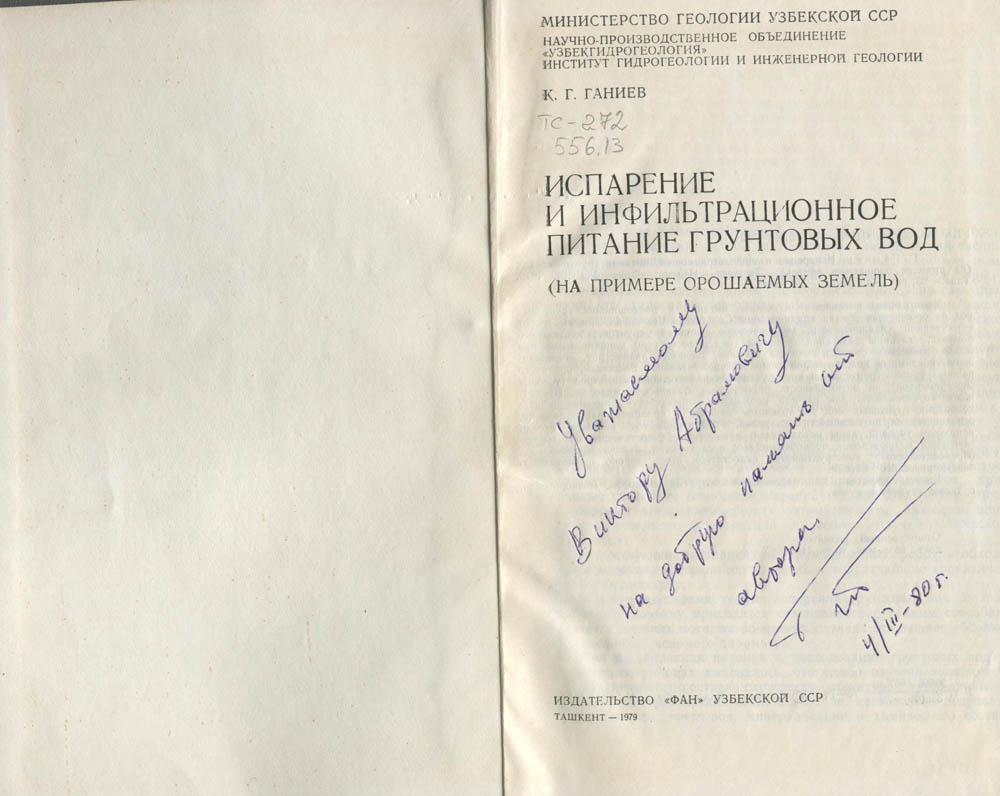 МИНИСТЕРСТВО ГЕОЛОГИИ УЗБЕКСКОЙ ССР
НАУЧНО-ПРОИЗВОДСТВЕННОЕ ОБЪЕДИНЕНИЕ
«УЗБЕКГИДРОГЕОЛОГИЯ»
ИНСТИТУТ ГИДРОГЕОЛОГИИ И ИНЖЕНЕРНОЙ ГЕОЛОГИИ
К. Г. ГАНИЕВ
ТС-272
556.13
ИСПАРЕНИЕ
И ИНФИЛЬТРАЦИОННОЕ
ПИТАНИЕ ГРУНТОВЫХ ВОД
(НА ПРИМЕРЕ ОРОШАЕМЫХ ЗЕМЕЛЬ)
Уважаемому
Виктору Абрамовичу
на добрую память от
автора.
4/III-80г.
ИЗДАТЕЛЬСТВО «ФАН» УЗБЕКСКОЙ ССР
ТАШКЕНТ — 1979